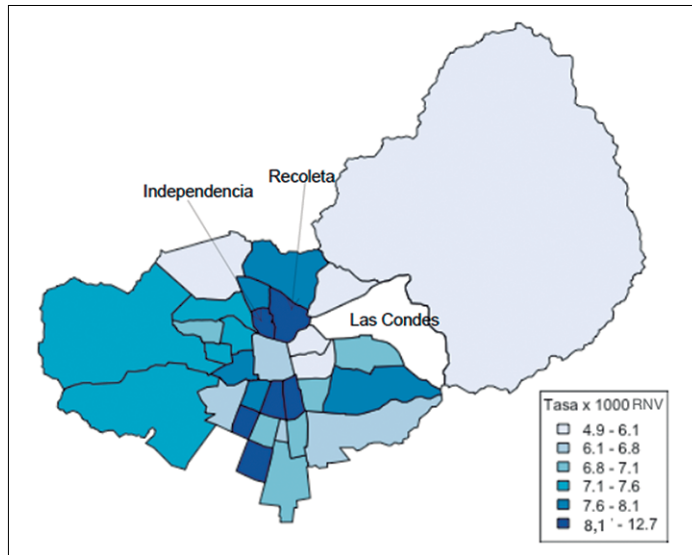 Recoleta
Independencia
Las Condes
Tasa x 1000 RNV
4.9 - 6.1
6.1 - 6.8
6.8 - 7.1
7.1 - 7.6
7.6 - 8.1
8,1 ' - 12.7